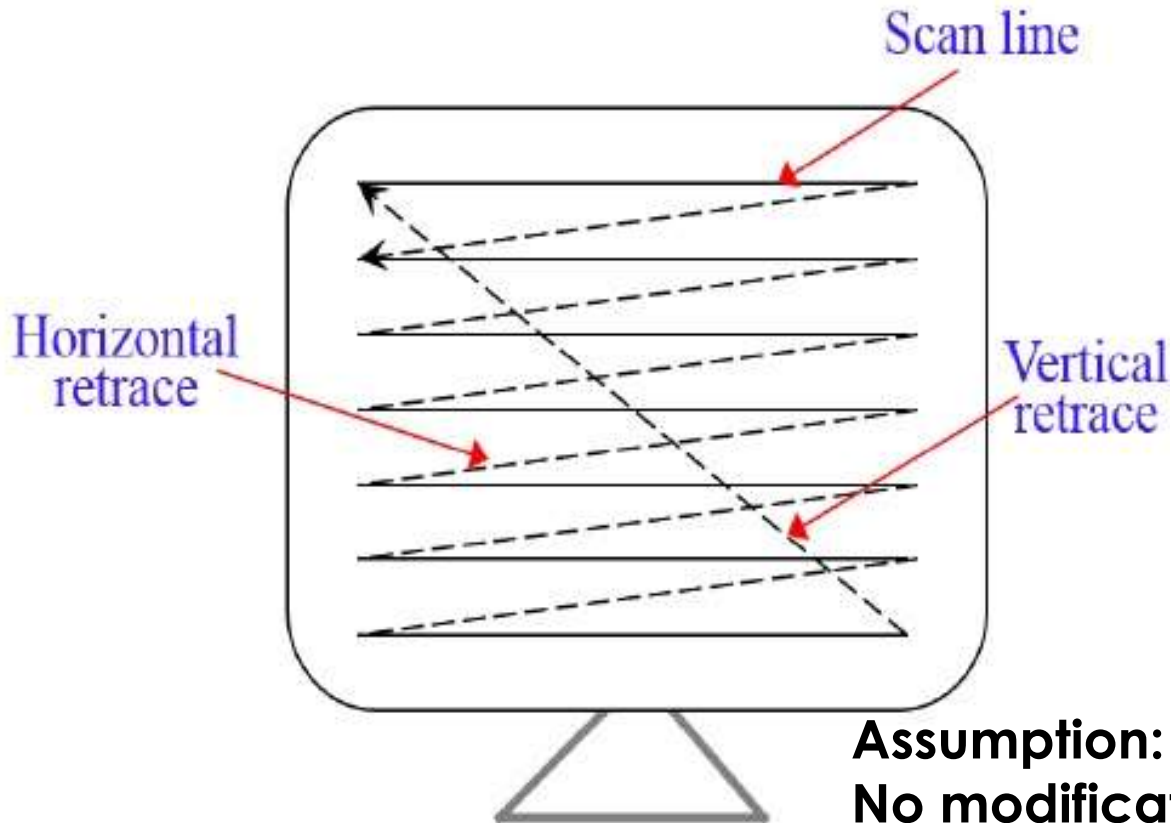 Scan line
Horizontal
retrace
Vertical
retrace
Assumption: